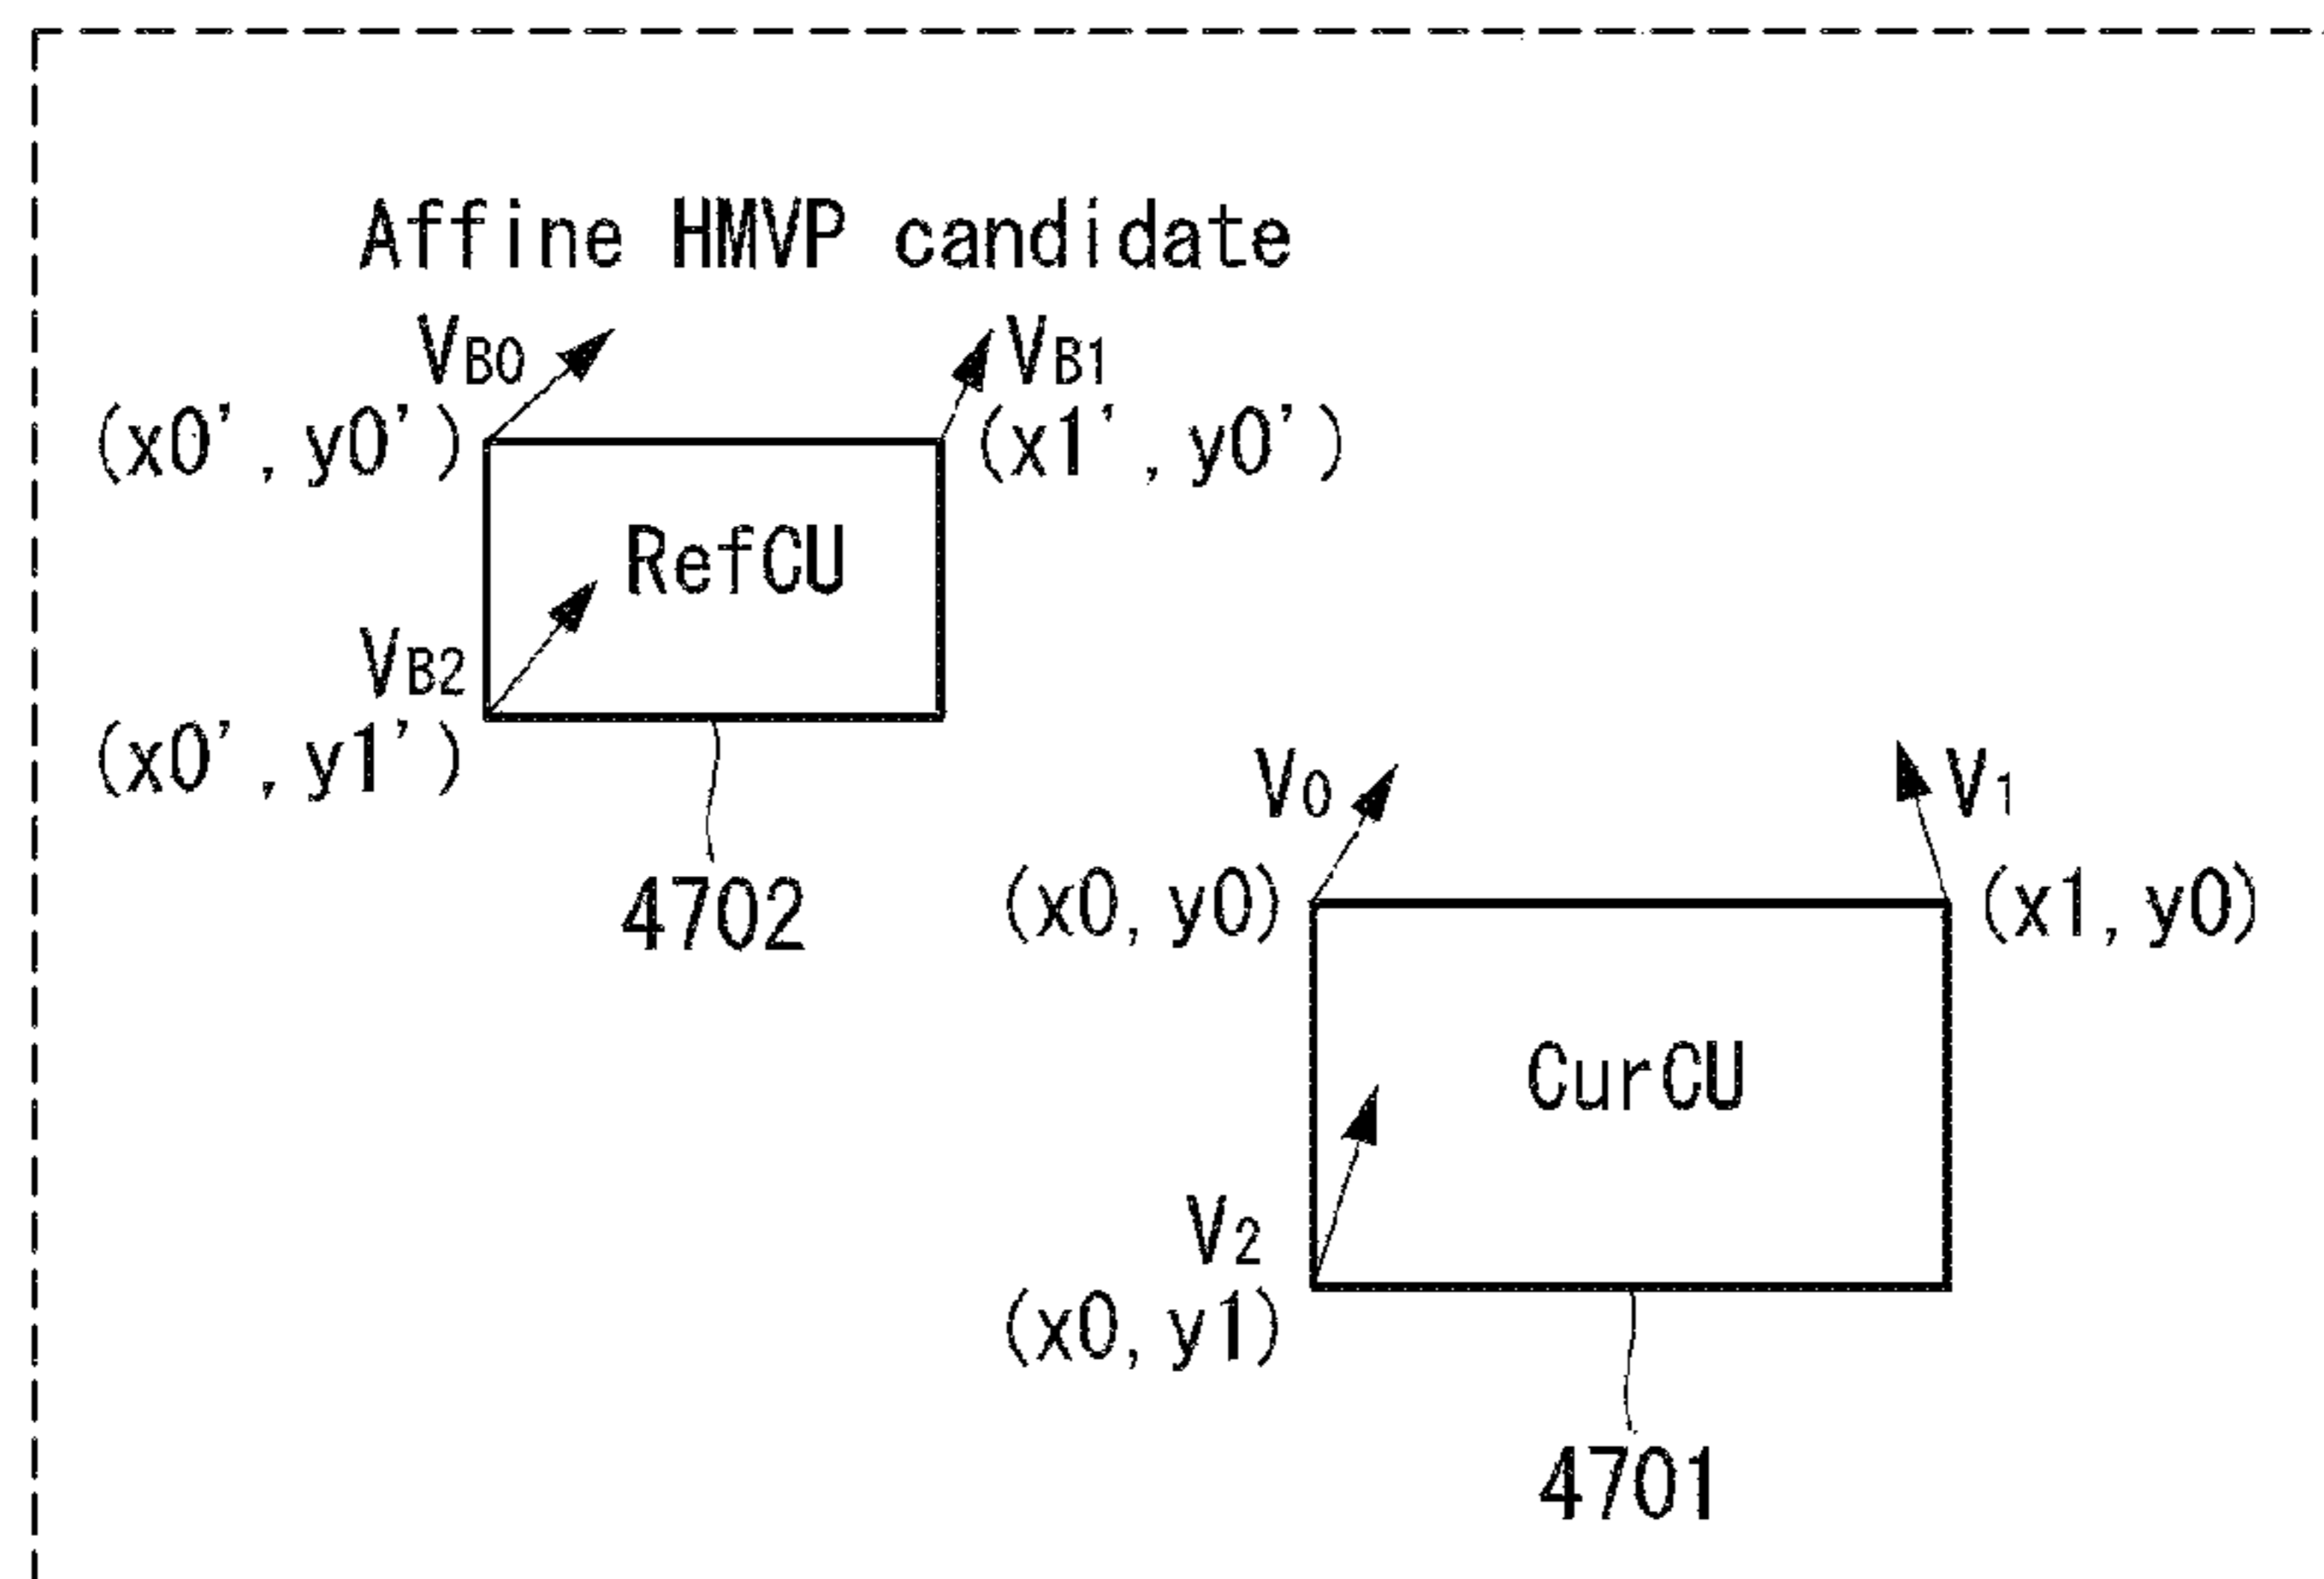 Affine HMVP candidate
VB0
VB1
(x0', y0')
(x1', y0')
RefCU
VB2
(x0', y1')
4702
V0
V1
(x0, y0)
(x1, y0)
CurCU
V2
(x0, y1)
4701